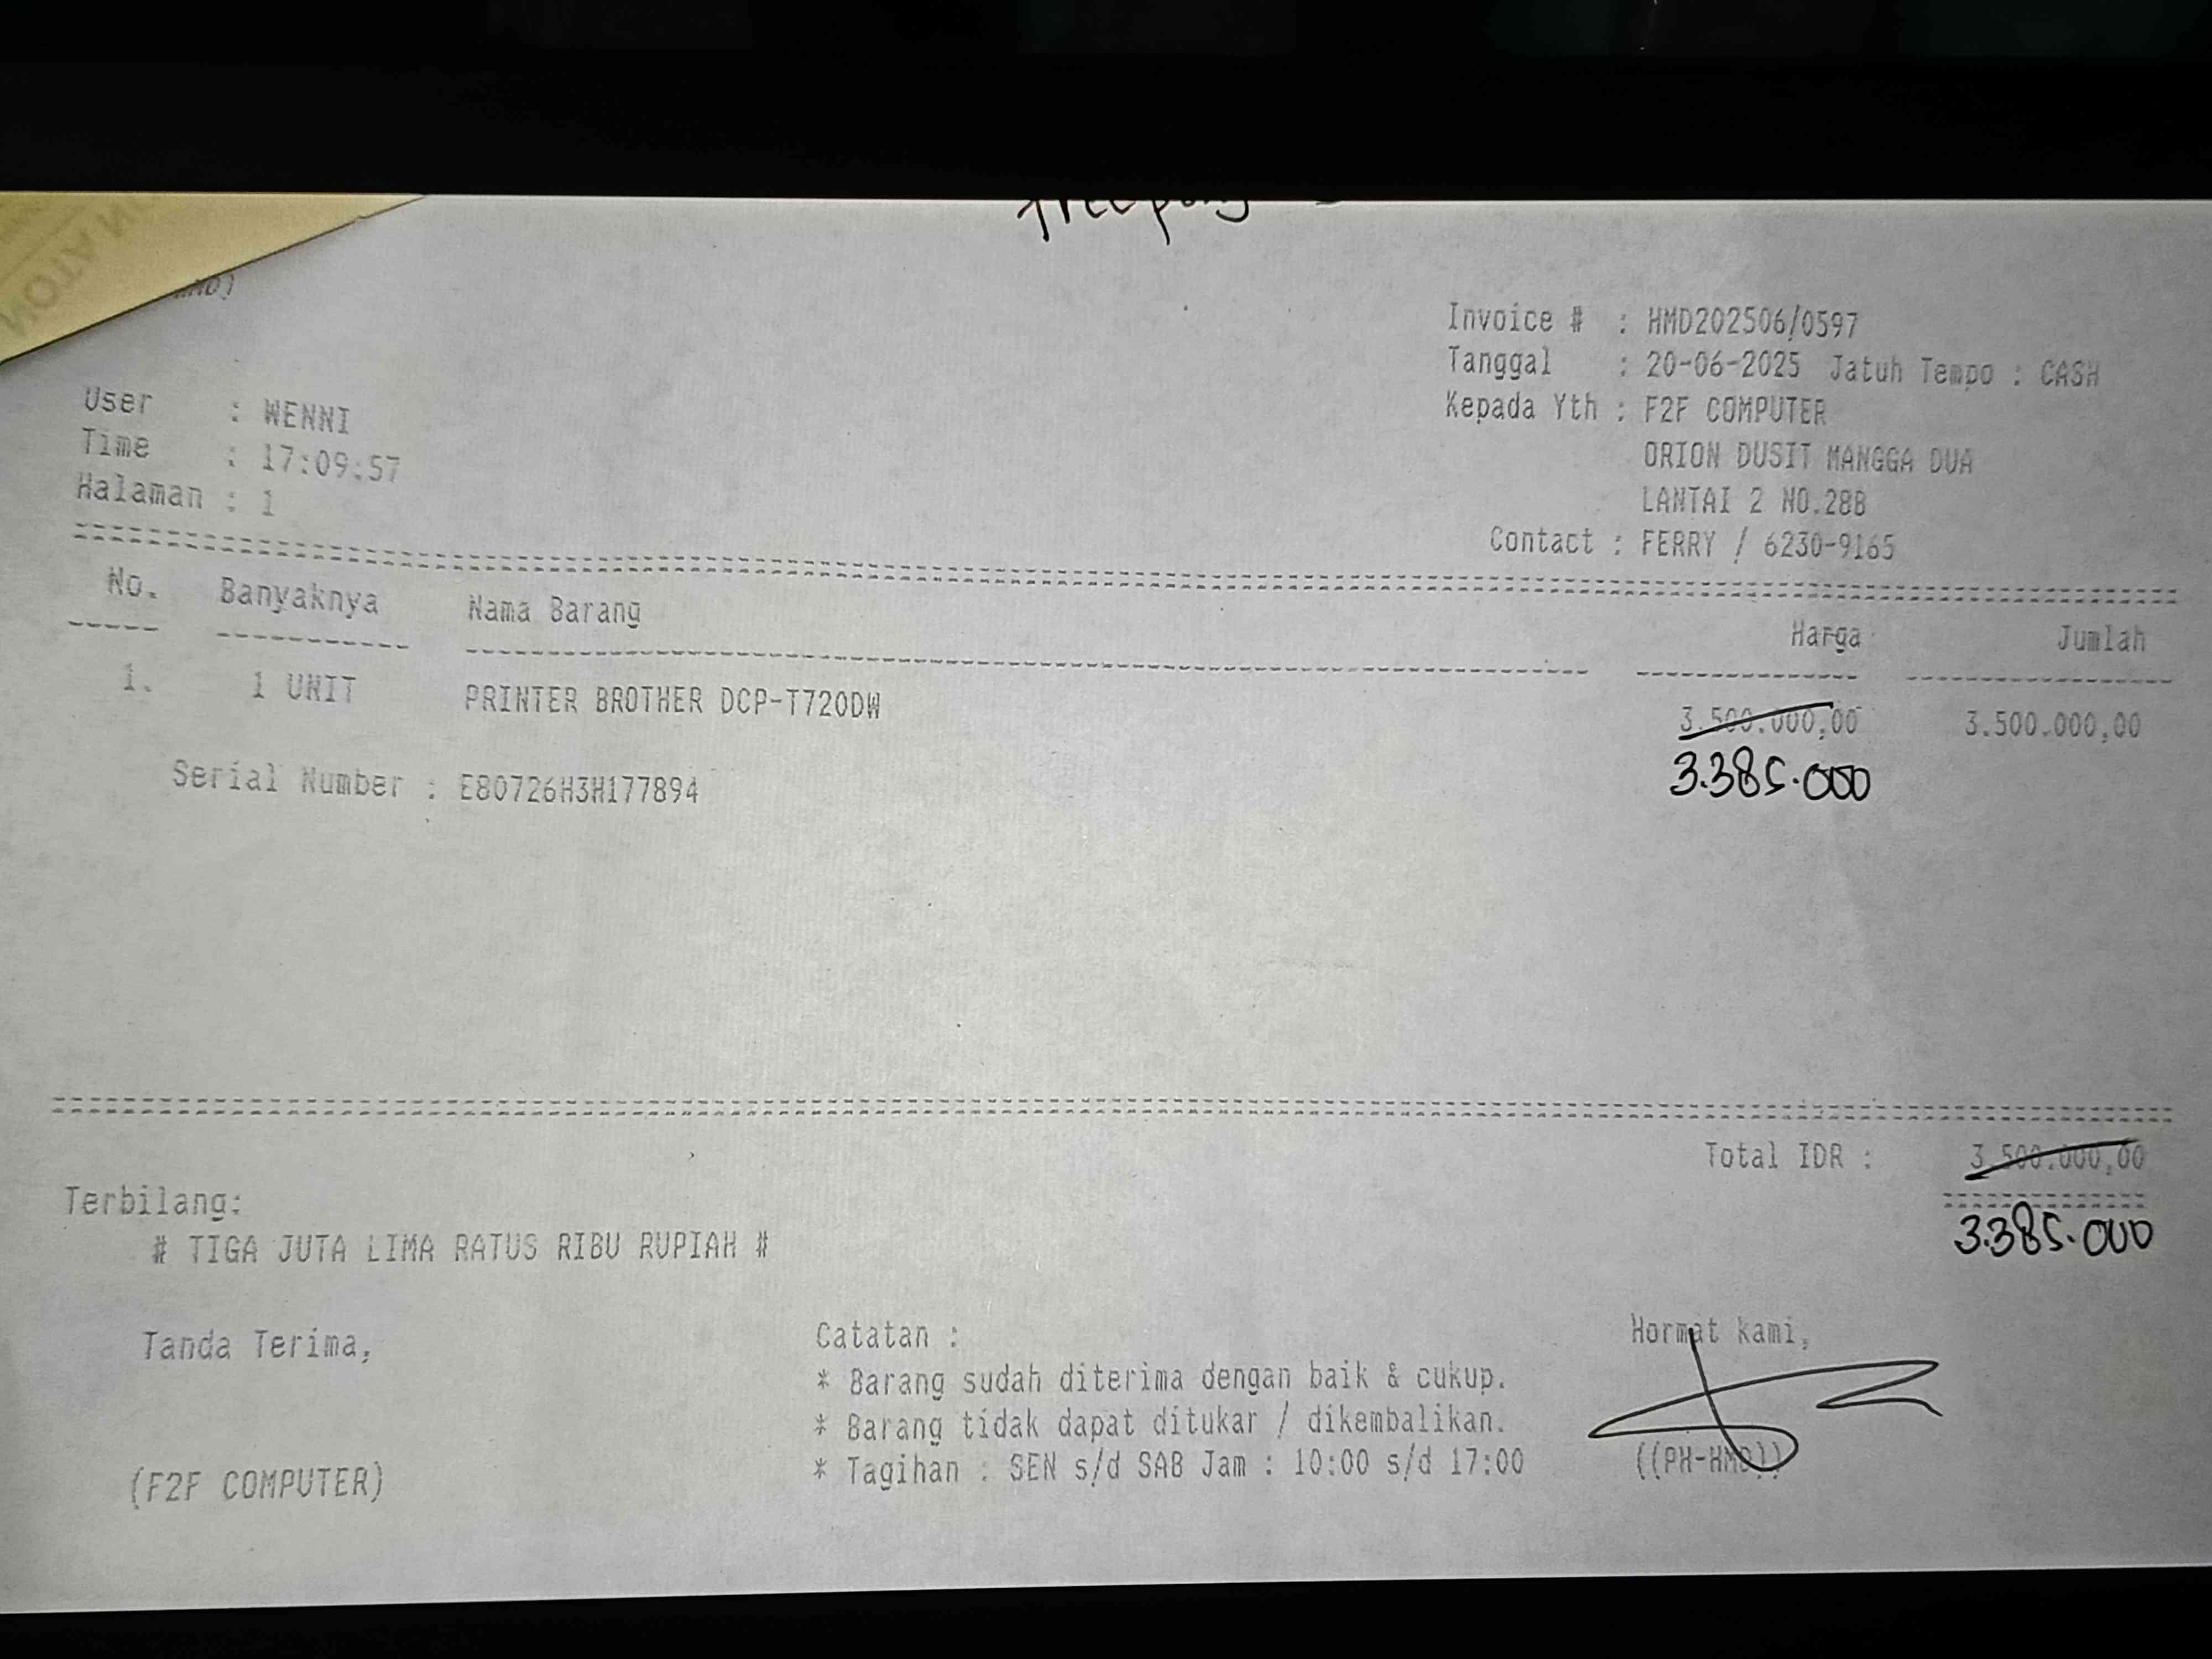 User : WENNI
Time : 17:09:57
Halaman : 1
Invoice # : HMD202506/0597
Tanggal : 20-06-2025 Jatuh Tempo : CASH
Kepada Yth : F2F COMPUTER
ORION DUSIT MANGGA DUA
LANTAI 2 NO.28B
Contact : FERRY / 6230-9165
No. Banyaknya Nama Barang Harga Jumlah
1. 1 UNIT PRINTER BROTHER DCP-T720DW 3.500.000,00 3.500.000,00
3.385.000
Serial Number : E80726H3H177894
Total IDR : 3.500.000,00
3.385.000
Terbilang:
# TIGA JUTA LIMA RATUS RIBU RUPIAH #
Tanda Terima,
(F2F COMPUTER)
Catatan :
* Barang sudah diterima dengan baik & cukup.
* Barang tidak dapat ditukar / dikembalikan.
* Tagihan : SEN s/d SAB Jam : 10:00 s/d 17:00
Hormat kami,
((PH-HMD))